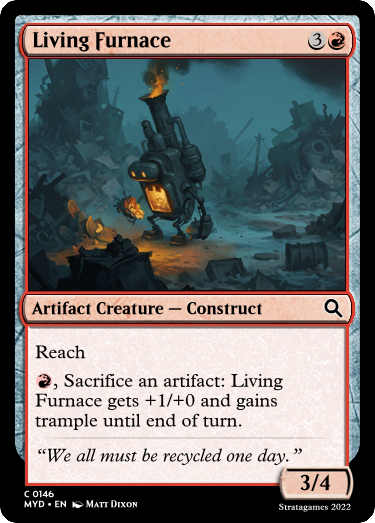 Living Furnace 3
Reach
Artifact Creature — Construct
, Sacrifice an artifact: Living
Furnace gets +1/+0 and gains
trample until end of turn.
“We all must be recycled one day.”
3/4
C 0146
MYD • EN Matt Dixon
Stratagames 2022